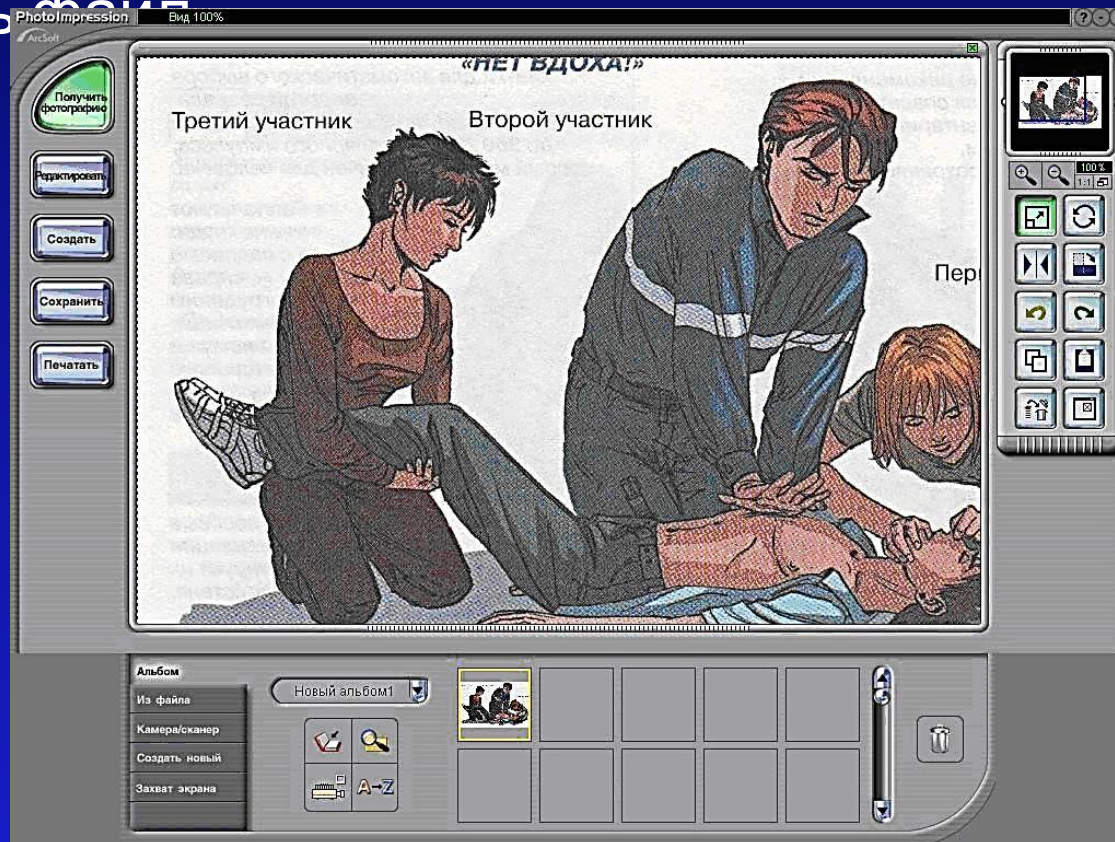 файл
PhotoImpression Вид 100%
ArcSoft
«НЕТ ВДОХА!»
Третий участник
Второй участник
Получить
фотографию
Редактировать
Создать
Сохранить
Печатать
100%
1:1
Альбом
Из файла
Камера/сканер
Создать новый
Захват экрана
Новый альбом1
A→Z